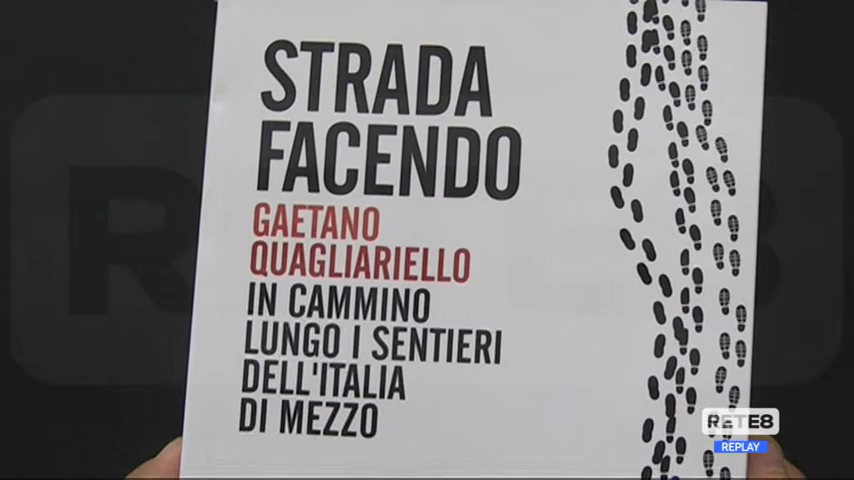 STRADA
FACENDO
GAETANO
QUAGLIARIELLO
IN CAMMINO
LUNGO I SENTIERI
DELL'ITALIA
DI MEZZO
RETE8
REPLAY